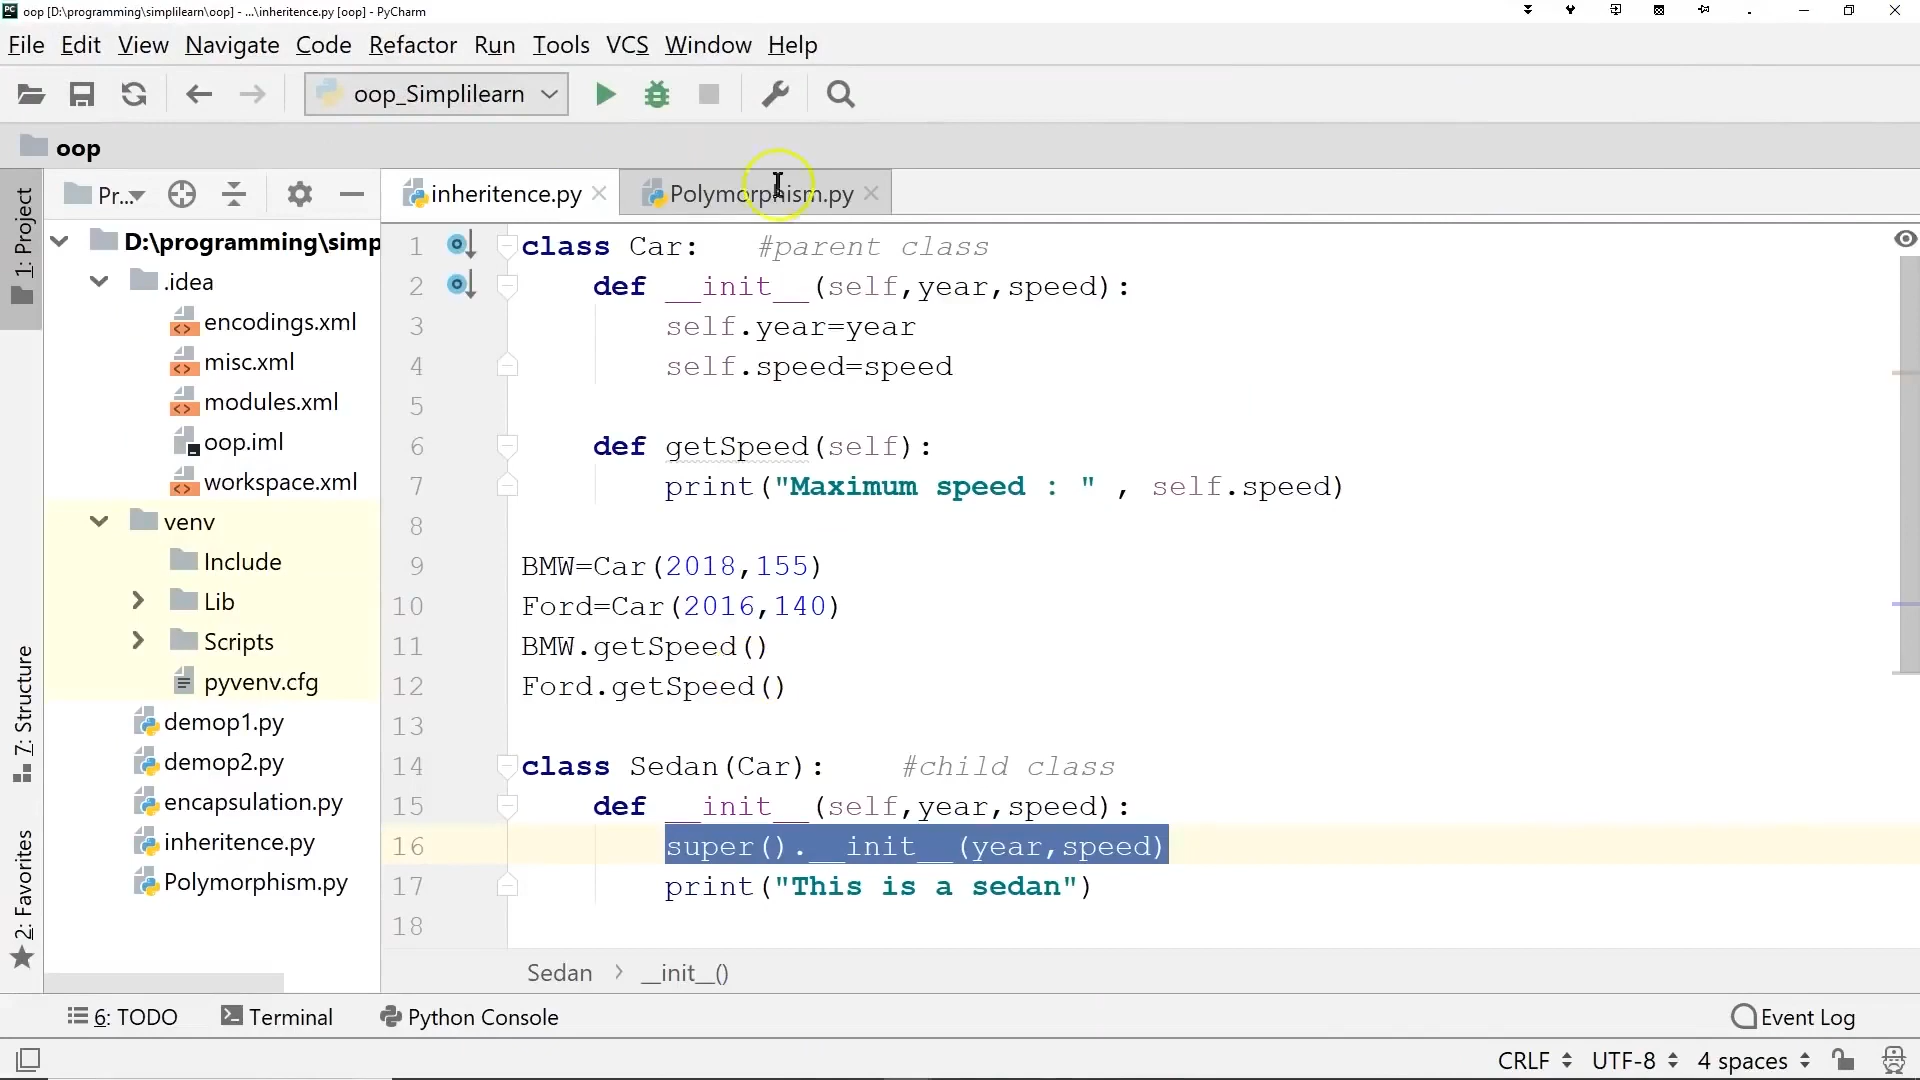 oop [D:\programming\simplilearn\oop] - ...\inheritence.py [oop] - PyCharm
File Edit View Navigate Code Refactor Run Tools VCS Window Help
oop_Simplilearn
oop
Pr... inheritence.py Polymorphism.py
1: Project
7: Structure
2: Favorites
D:\programming\simp
.idea
encodings.xml
misc.xml
modules.xml
oop.iml
workspace.xml
venv
Include
Lib
Scripts
pyvenv.cfg
demop1.py
demop2.py
encapsulation.py
inheritence.py
Polymorphism.py
1 class Car: #parent class
2 def __init__(self,year,speed):
3 self.year=year
4 self.speed=speed
5
6 def getSpeed(self):
7 print("Maximum speed : " , self.speed)
8
9 BMW=Car(2018,155)
10 Ford=Car(2016,140)
11 BMW.getSpeed()
12 Ford.getSpeed()
13
14 class Sedan(Car): #child class
15 def __init__(self,year,speed):
16 super().__init__(year,speed)
17 print("This is a sedan")
18
Sedan › __init__()
6: TODO Terminal Python Console Event Log
CRLF UTF-8 4 spaces